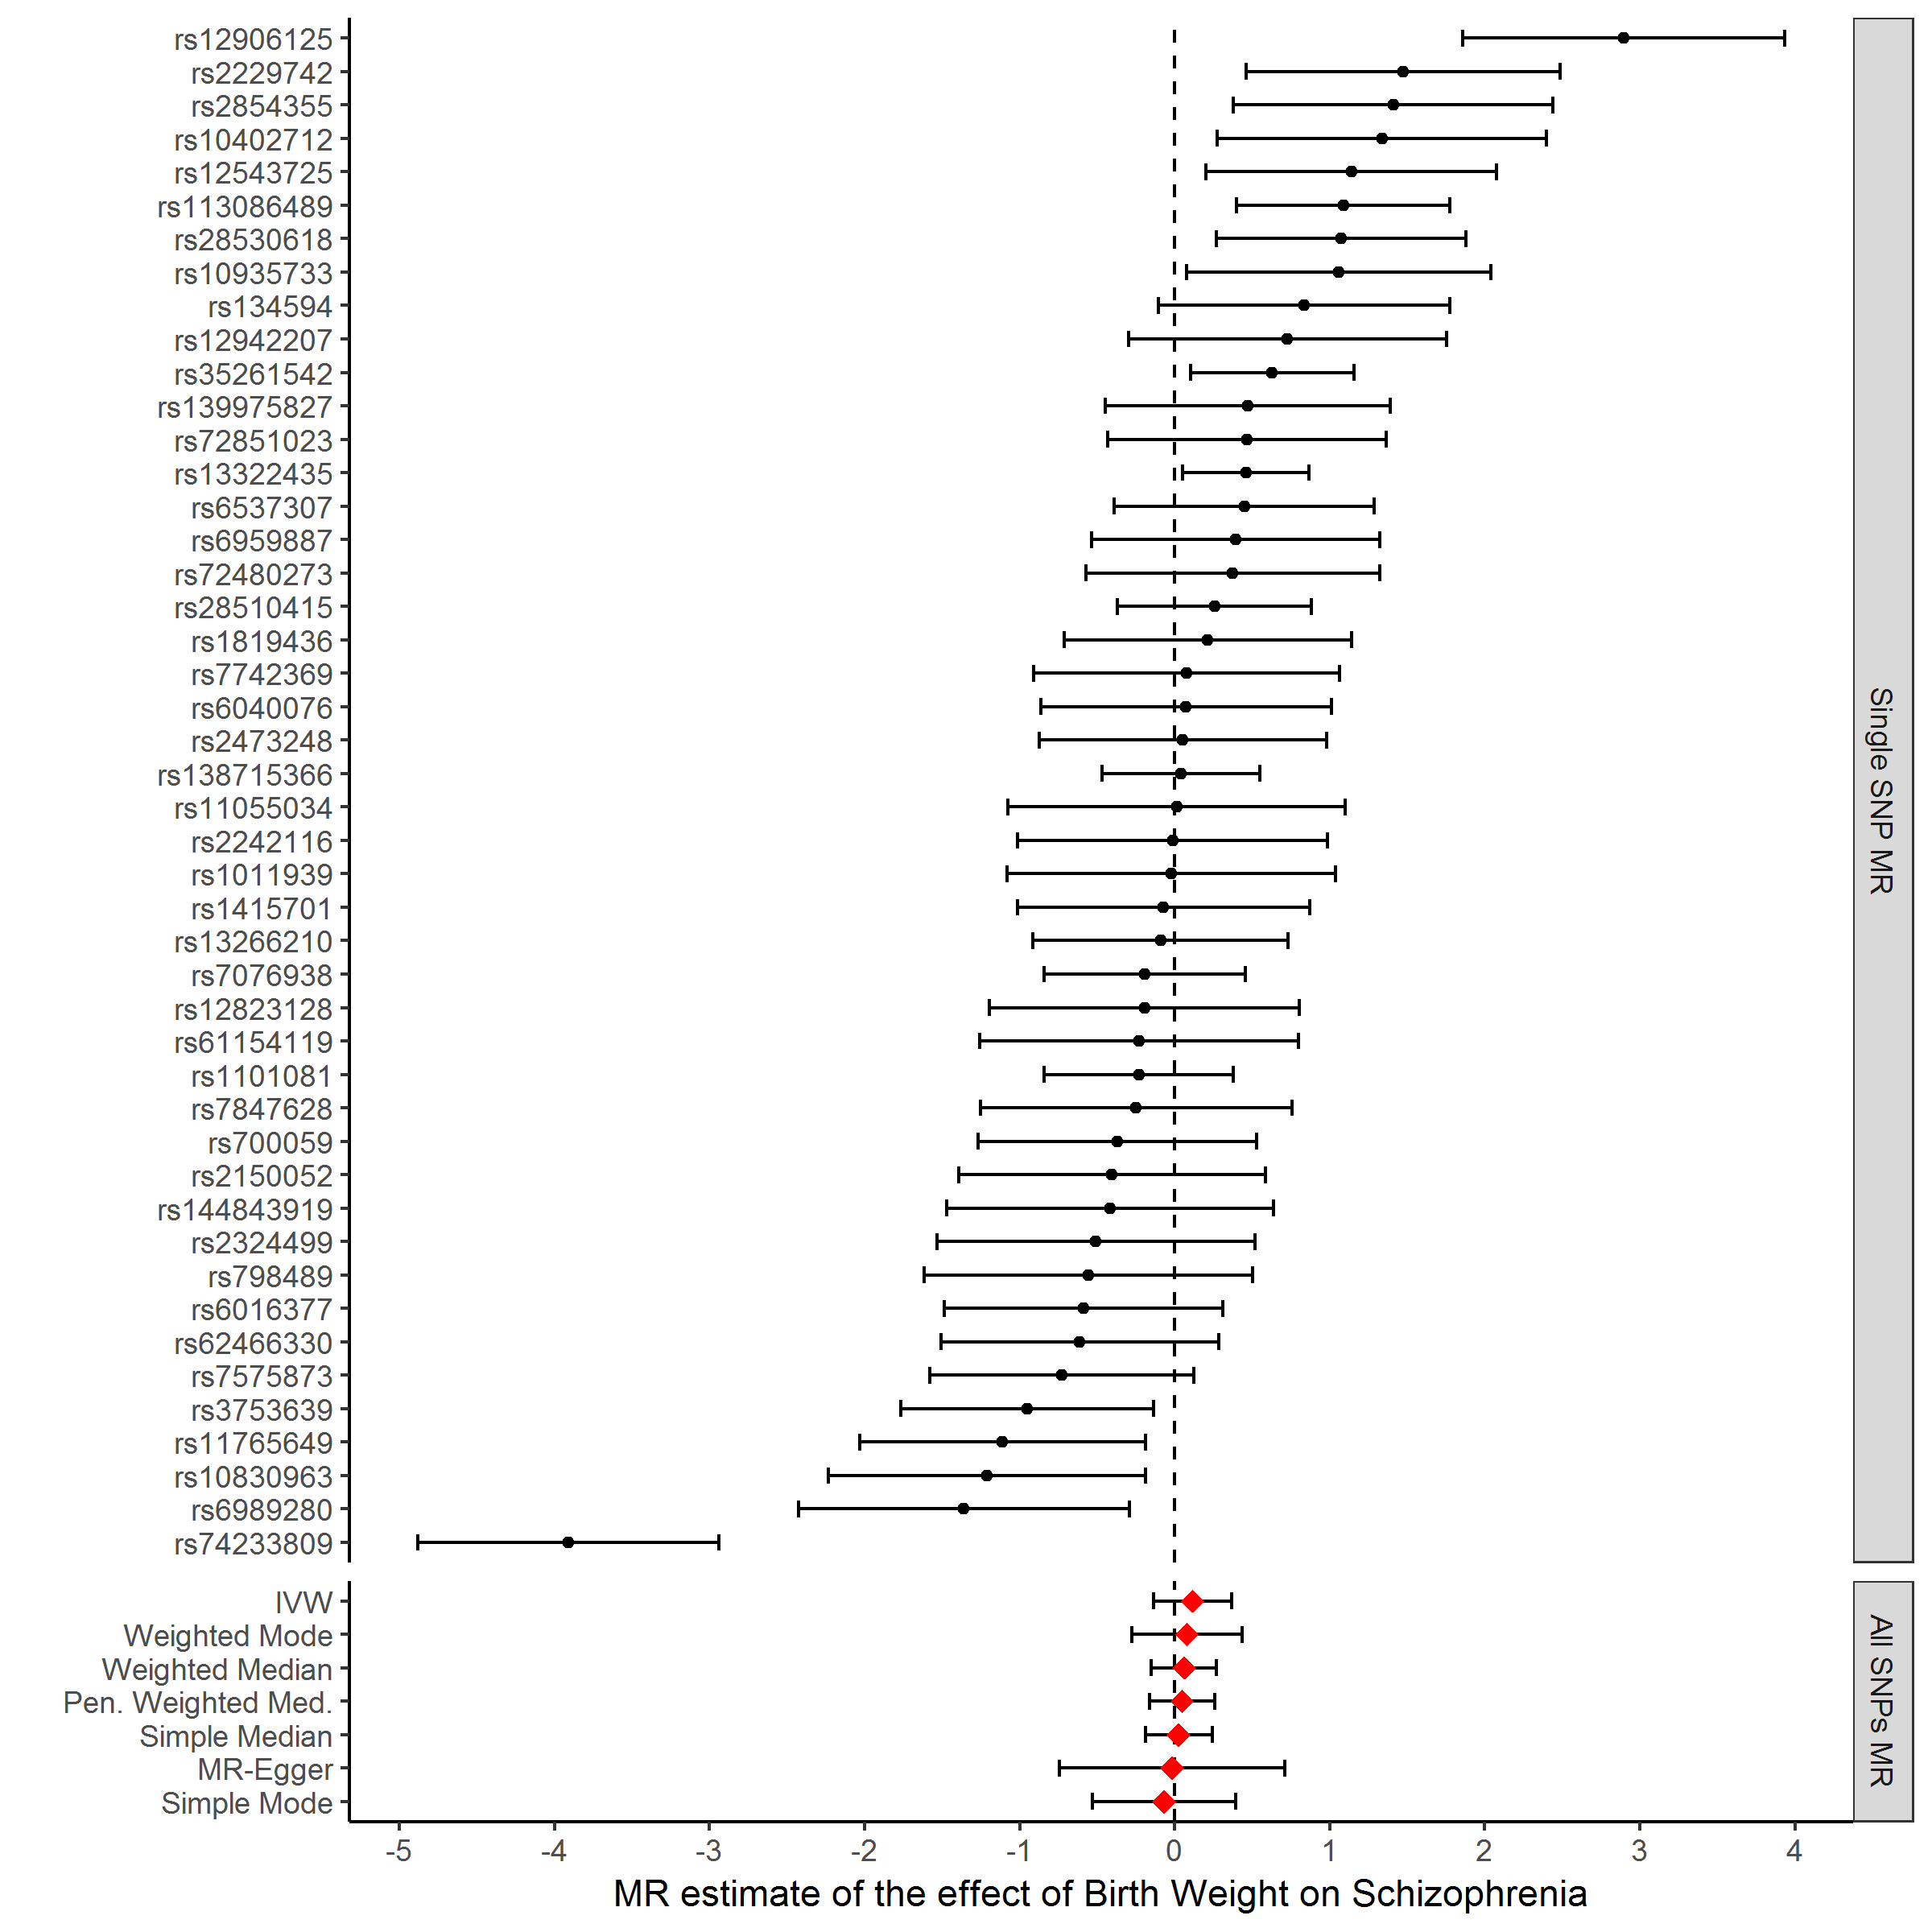 rs12906125
rs2229742
rs2854355
rs10402712
rs12543725
rs113086489
rs28530618
rs10935733
rs134594
rs12942207
rs35261542
rs139975827
rs72851023
rs13322435
rs6537307
rs6959887
rs72480273
rs28510415
rs1819436
rs7742369
rs6040076
rs2473248
rs138715366
rs11055034
rs2242116
rs1011939
rs1415701
rs13266210
rs7076938
rs12823128
rs61154119
rs1101081
rs7847628
rs700059
rs2150052
rs144843919
rs2324499
rs798489
rs6016377
rs62466330
rs7575873
rs3753639
rs11765649
rs10830963
rs6989280
rs74233809
Single SNP MR
IVW
Weighted Mode
Weighted Median
Pen. Weighted Med.
Simple Median
MR-Egger
Simple Mode
All SNPs MR
-5 -4 -3 -2 -1 0 1 2 3 4
MR estimate of the effect of Birth Weight on Schizophrenia